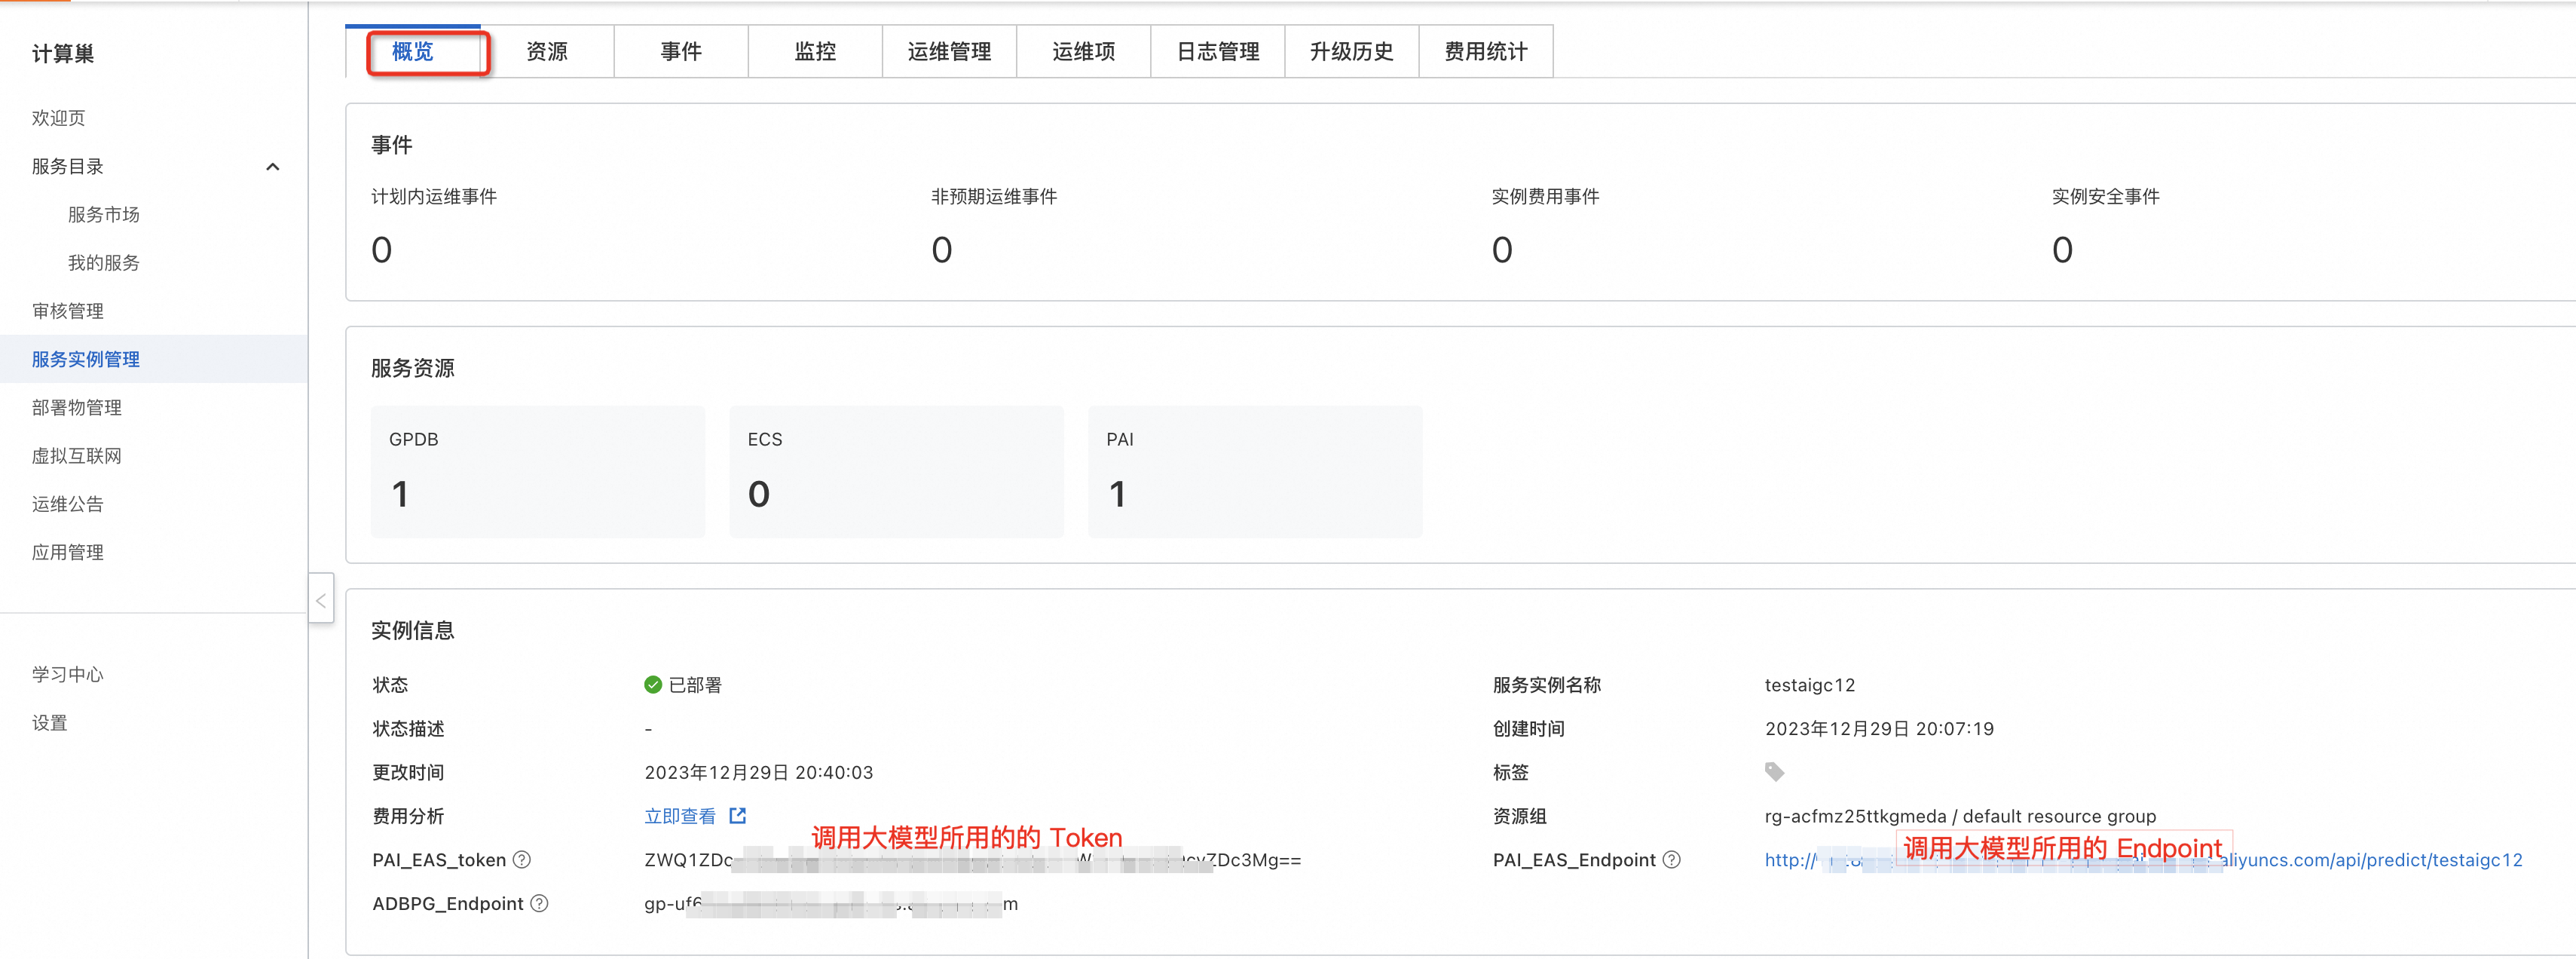 计算巢
欢迎页
服务目录
服务市场
我的服务
审核管理
服务实例管理
部署物管理
虚拟互联网
运维公告
应用管理
学习中心
设置
概览 资源 事件 监控 运维管理 运维项 日志管理 升级历史 费用统计
事件
计划内运维事件 非预期运维事件 实例费用事件 实例安全事件
0 0 0 0
服务资源
GPDB ECS PAI
1 0 1
实例信息
状态 已部署 服务实例名称 testaigc12
状态描述 - 创建时间 2023年12月29日 20:07:19
更改时间 2023年12月29日 20:40:03 标签
费用分析 立即查看 资源组 rg-acfmz25ttkgmeda / default resource group
调用大模型所用的的 Token 调用大模型所用的 Endpoint
PAI_EAS_token ZWQ1ZDc ZDc3Mg== PAI_EAS_Endpoint http:// aliyuncs.com/api/predict/testaigc12
ADBPG_Endpoint gp-uf6 m